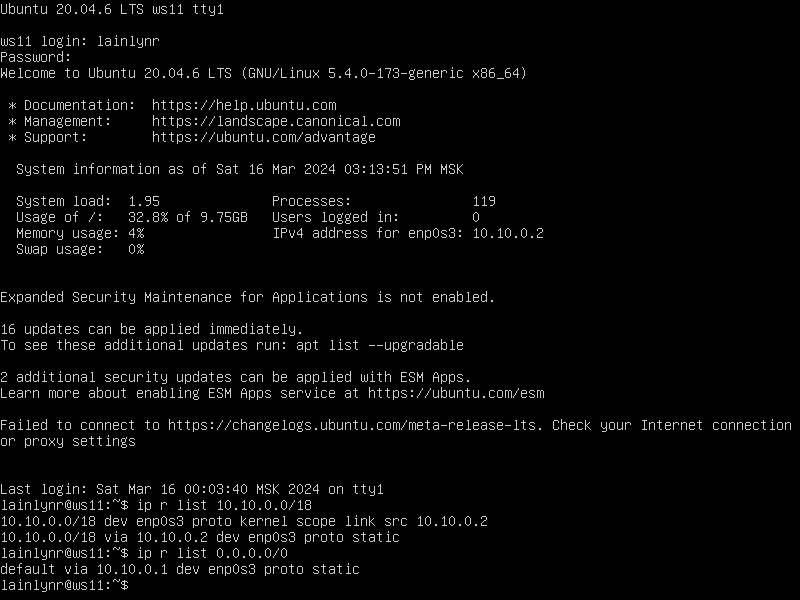 Ubuntu 20.04.6 LTS ws11 tty1
ws11 login: lainlynr
Password:
Welcome to Ubuntu 20.04.6 LTS (GNU/Linux 5.4.0-173-generic x86_64)
* Documentation:  https://help.ubuntu.com
* Management:     https://landscape.canonical.com
* Support:        https://ubuntu.com/advantage
System information as of Sat 16 Mar 2024 03:13:51 PM MSK
System load:  1.95              Processes:               119
Usage of /:   32.8% of 9.75GB   Users logged in:         0
Memory usage: 4%                IPv4 address for enp0s3: 10.10.0.2
Swap usage:   0%
Expanded Security Maintenance for Applications is not enabled.
16 updates can be applied immediately.
To see these additional updates run: apt list --upgradable
2 additional security updates can be applied with ESM Apps.
Learn more about enabling ESM Apps service at https://ubuntu.com/esm
Failed to connect to https://changelogs.ubuntu.com/meta-release-lts. Check your Internet connection
or proxy settings
Last login: Sat Mar 16 00:03:40 MSK 2024 on tty1
lainlynr@ws11:~$ ip r list 10.10.0.0/18
10.10.0.0/18 dev enp0s3 proto kernel scope link src 10.10.0.2
10.10.0.0/18 via 10.10.0.2 dev enp0s3 proto static
lainlynr@ws11:~$ ip r list 0.0.0.0/0
default via 10.10.0.1 dev enp0s3 proto static
lainlynr@ws11:~$